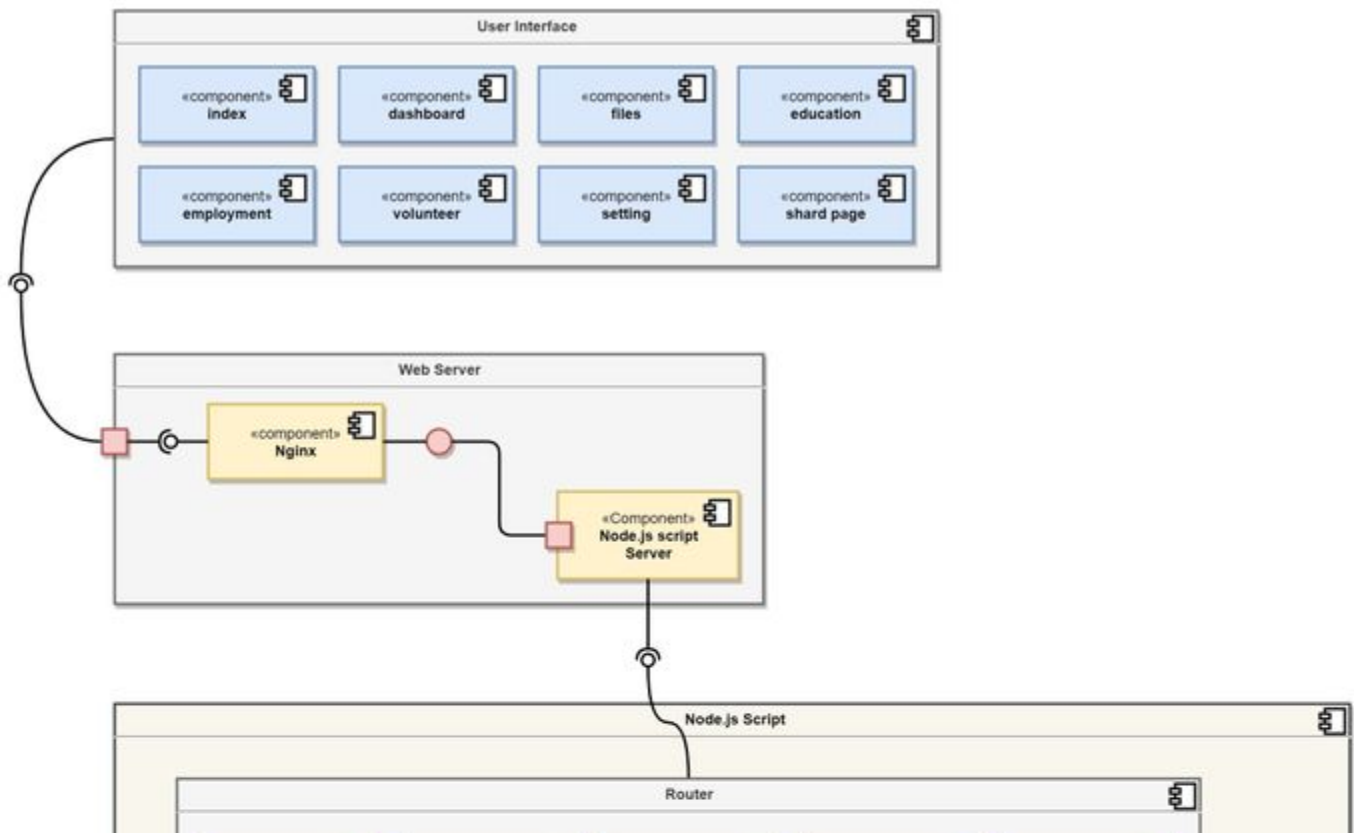 User Interface
«component»
index
«component»
dashboard
«component»
files
«component»
education
«component»
employment
«component»
volunteer
«component»
setting
«component»
shard page
Web Server
«component»
Nginx
«Component»
Node.js script
Server
Node.js Script
Router